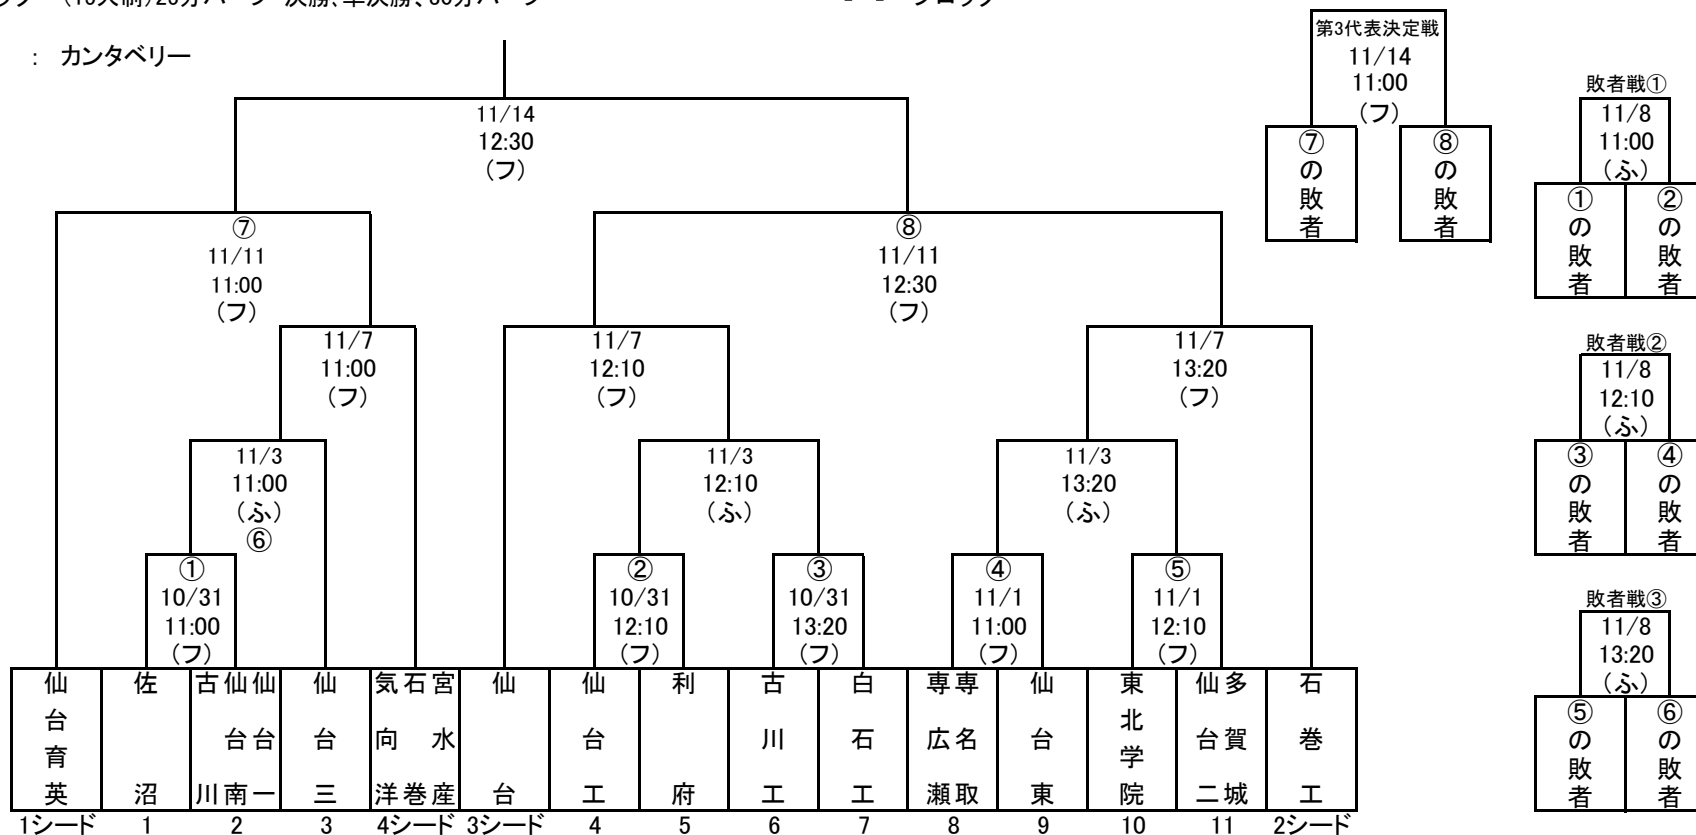 : カンタベリー
第3代表決定戦
11/14
11:00
(フ)
⑦の敗者
⑧の敗者
敗者戦①
11/8
11:00
(ふ)
①の敗者
②の敗者
11/14
12:30
(フ)
⑦
11/11
11:00
(フ)
⑧
11/11
12:30
(フ)
11/7
11:00
(フ)
11/7
12:10
(フ)
11/7
13:20
(フ)
敗者戦②
11/8
12:10
(ふ)
③の敗者
④の敗者
11/3
11:00
(ふ)
⑥
11/3
12:10
(ふ)
11/3
13:20
(ふ)
①
10/31
11:00
(フ)
②
10/31
12:10
(フ)
③
10/31
13:20
(フ)
④
11/1
11:00
(フ)
⑤
11/1
12:10
(フ)
敗者戦③
11/8
13:20
(ふ)
⑤の敗者
⑥の敗者
仙台育英
佐沼
古川
仙台南
仙台一
仙台三
気向洋
石巻
宮水産
仙台
仙台工
利府
古川工
白石工
専広瀬
専名取
仙台東
東北学院
仙台二
多賀城
石巻工
1シード 1 2 3 4シード 3シード 4 5 6 7 8 9 10 11 2シード